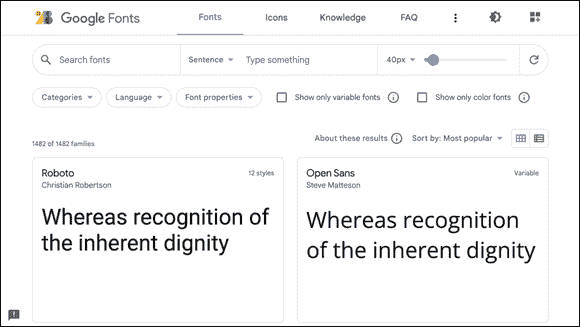 Google Fonts
Fonts
Icons
Knowledge
FAQ
Search fonts
Sentence
Type something
40px
Categories
Language
Font properties
Show only variable fonts
Show only color fonts
1482 of 1482 families
About these results
Sort by: Most popular
Roboto
12 styles
Christian Robertson
Whereas recognition of
the inherent dignity
Open Sans
Variable
Steve Matteson
Whereas recognition
of the inherent dignity